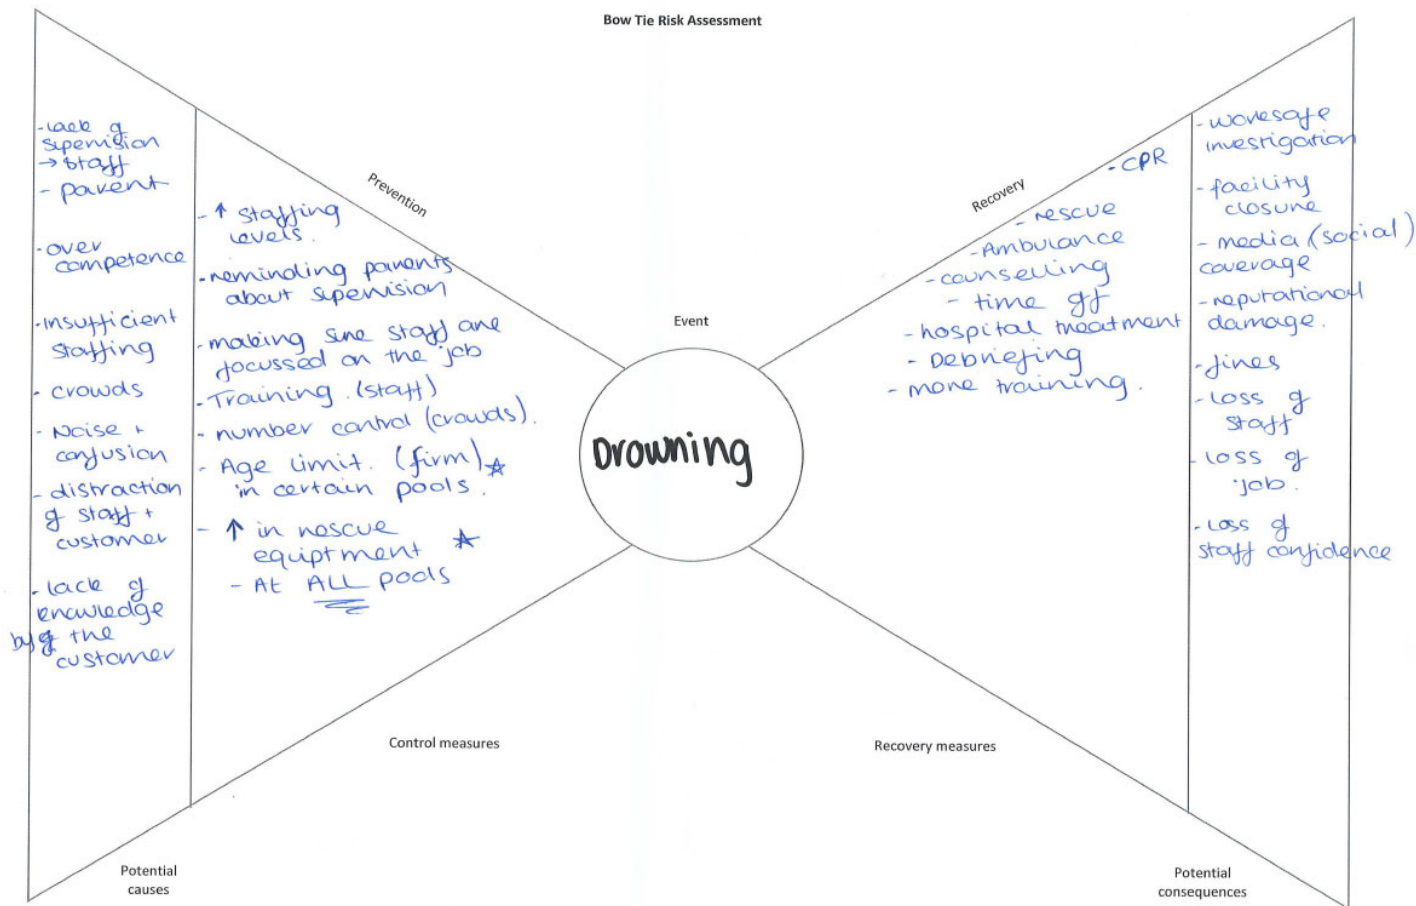 Bow Tie Risk Assessment
-lack of
supervision
→ staff
- parent
-over
competence
-Insufficient
staffing
- crowds
- Noise +
confusion
- distraction
of staff +
customer
- lack of
knowledge
by the
customer
Potential
causes
Prevention
- ↑ staffing
levels.
-reminding parents
about supervision
-making sure staff are
focussed on the job
-Training. (staff)
- number control (crowds).
- Age limit. (firm) ☆
in certain pools.
- ↑ in rescue
equiptment ☆
- At ALL pools
Control measures
Event
Drowning
Recovery
- CPR
- rescue
- Ambulance
- counselling
- time off
- hospital treatment
- Debriefing
- more training.
Recovery measures
- worksafe
investigation
- facility
closure
- media (social)
coverage
-reputational
damage.
-fines
- loss of
staff
- loss of
job.
- Loss of
staff confidence
Potential
consequences